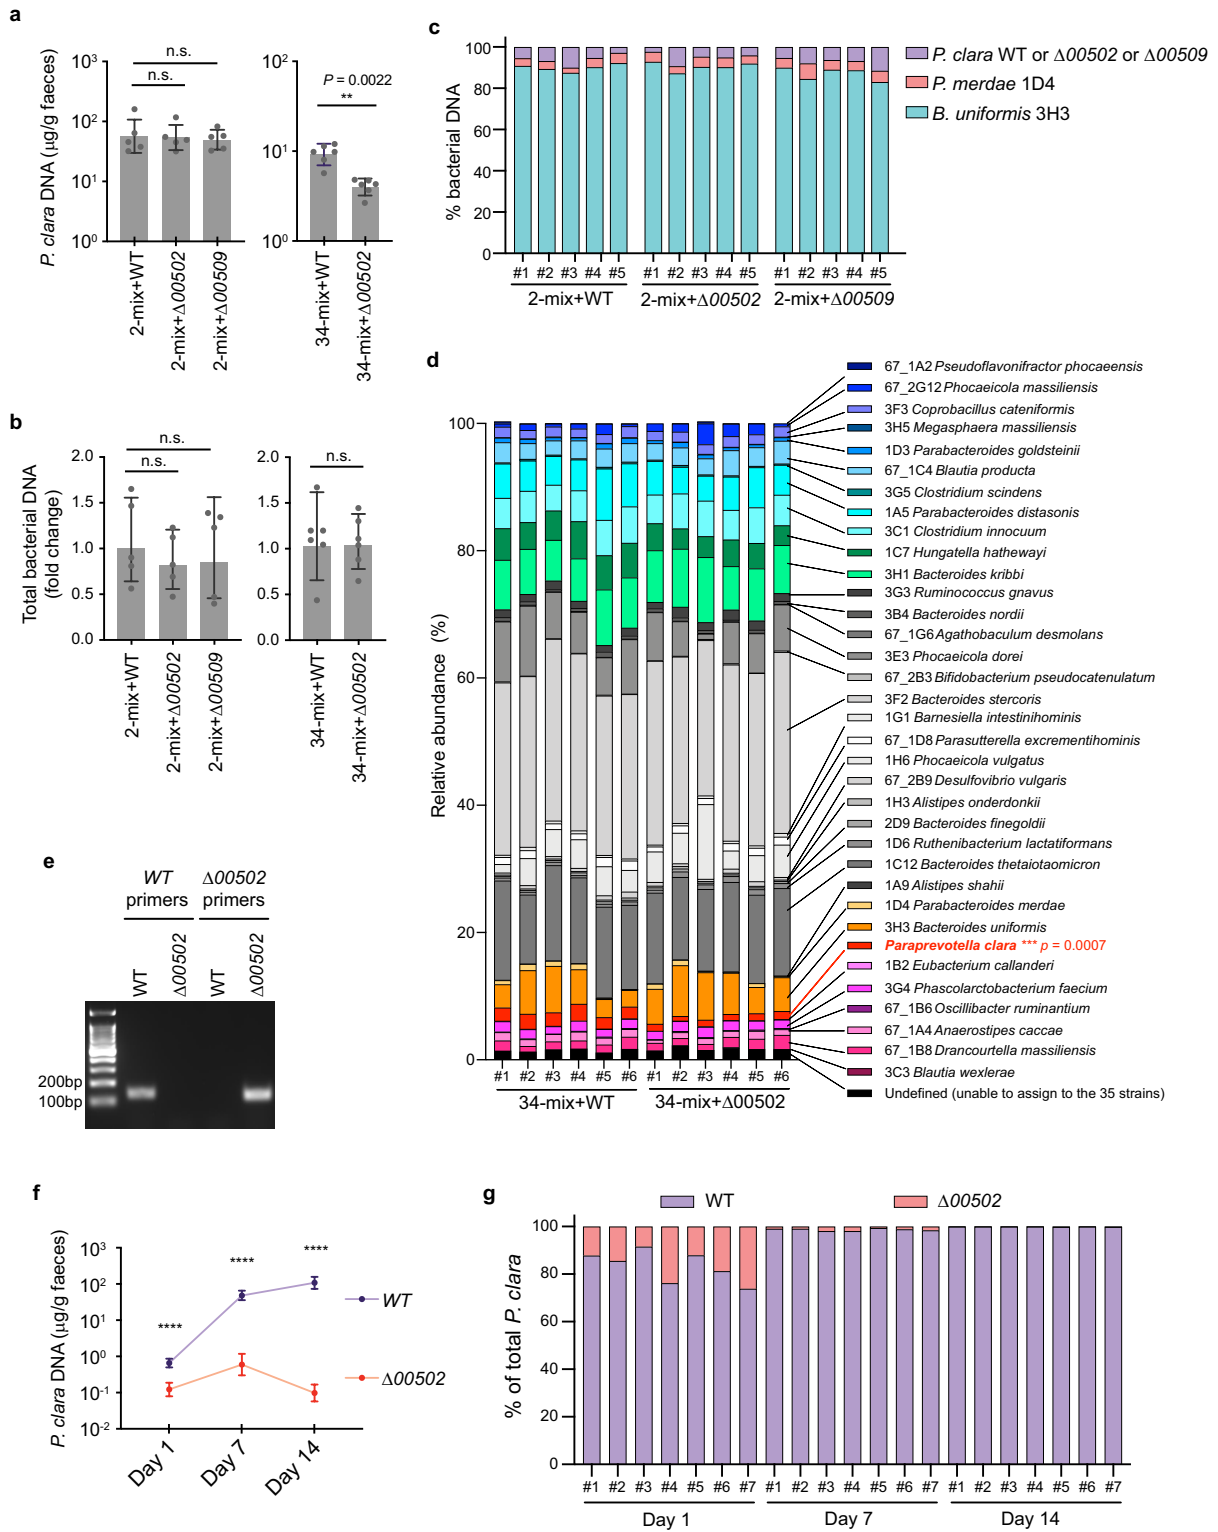 a
P. clara DNA (µg/g faeces)
10³
10²
10¹
10⁰
n.s.
n.s.
2-mix+WT
2-mix+Δ00502
2-mix+Δ00509
10²
10¹
10⁰
P = 0.0022
**
34-mix+WT
34-mix+Δ00502
b
Total bacterial DNA
(fold change)
2.0
1.5
1.0
0.5
0.0
n.s.
n.s.
2-mix+WT
2-mix+Δ00502
2-mix+Δ00509
2.0
1.5
1.0
0.5
0.0
n.s.
34-mix+WT
34-mix+Δ00502
c
% bacterial DNA
100
80
60
40
20
0
#1 #2 #3 #4 #5 #1 #2 #3 #4 #5 #1 #2 #3 #4 #5
2-mix+WT 2-mix+Δ00502 2-mix+Δ00509
P. clara WT or Δ00502 or Δ00509
P. merdae 1D4
B. uniformis 3H3
d
Relative abundance (%)
100
80
60
40
20
0
#1 #2 #3 #4 #5 #6 #1 #2 #3 #4 #5 #6
34-mix+WT 34-mix+Δ00502
67_1A2 Pseudoflavonifractor phocaeensis
67_2G12 Phocaeicola massiliensis
3F3 Coprobacillus cateniformis
3H5 Megasphaera massiliensis
1D3 Parabacteroides goldsteinii
67_1C4 Blautia producta
3G5 Clostridium scindens
1A5 Parabacteroides distasonis
3C1 Clostridium innocuum
1C7 Hungatella hathewayi
3H1 Bacteroides kribbi
3G3 Ruminococcus gnavus
3B4 Bacteroides nordii
67_1G6 Agathobaculum desmolans
3E3 Phocaeicola dorei
67_2B3 Bifidobacterium pseudocatenulatum
3F2 Bacteroides stercoris
1G1 Barnesiella intestinihominis
67_1D8 Parasutterella excrementihominis
1H6 Phocaeicola vulgatus
67_2B9 Desulfovibrio vulgaris
1H3 Alistipes onderdonkii
2D9 Bacteroides finegoldii
1D6 Ruthenibacterium lactatiformans
1C12 Bacteroides thetaiotaomicron
1A9 Alistipes shahii
1D4 Parabacteroides merdae
3H3 Bacteroides uniformis
Paraprevotella clara *** p = 0.0007
1B2 Eubacterium callanderi
3G4 Phascolarctobacterium faecium
67_1B6 Oscillibacter ruminantium
67_1A4 Anaerostipes caccae
67_1B8 Drancourtella massiliensis
3C3 Blautia wexlerae
Undefined (unable to assign to the 35 strains)
e
WT
primers
Δ00502
primers
WT
Δ00502
WT
Δ00502
200bp
100bp
f
P. clara DNA (µg/g faeces)
10³
10²
10¹
10⁰
10⁻¹
10⁻²
****
****
****
WT
Δ00502
Day 1
Day 7
Day 14
g
WT
Δ00502
% of total P. clara
100
80
60
40
20
0
#1 #2 #3 #4 #5 #6 #7 #1 #2 #3 #4 #5 #6 #7 #1 #2 #3 #4 #5 #6 #7
Day 1 Day 7 Day 14